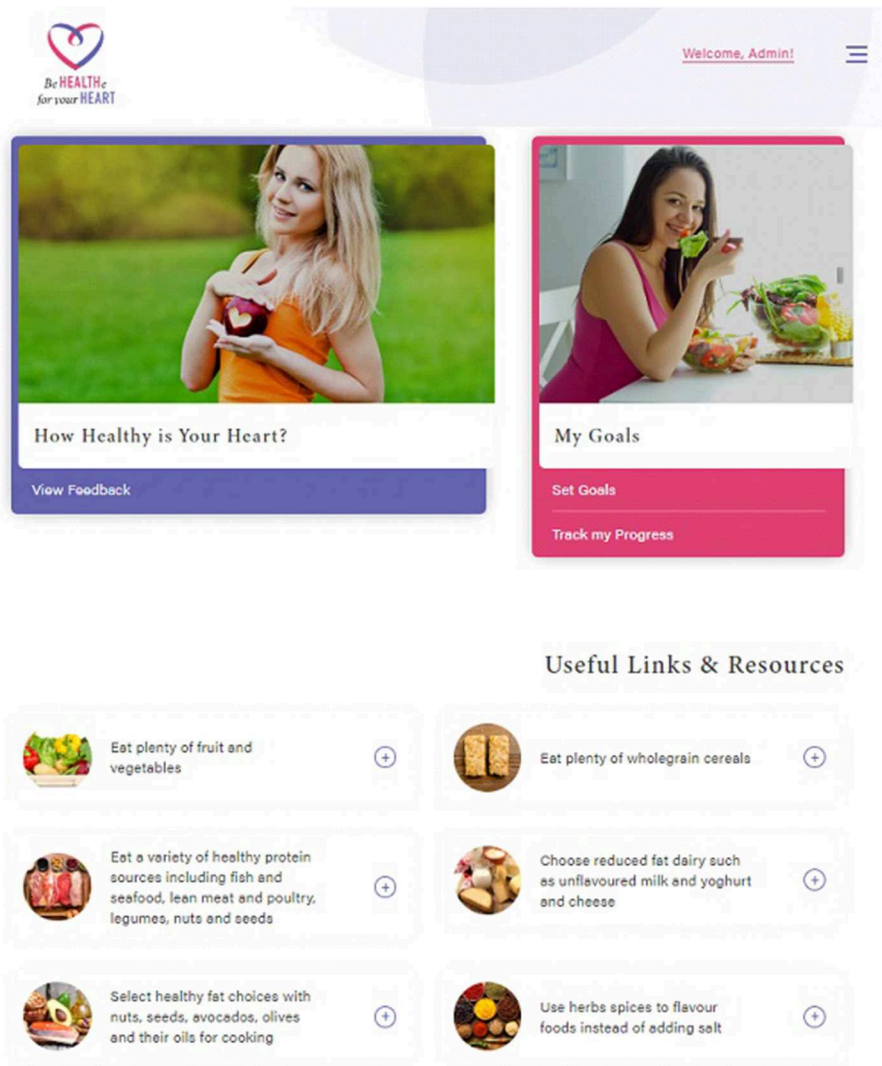 Be HEALTHe
for your HEART
Welcome, Admin!
How Healthy is Your Heart?
View Feedback
My Goals
Set Goals
Track my Progress
Useful Links & Resources
Eat plenty of fruit and
vegetables
Eat plenty of wholegrain cereals
Eat a variety of healthy protein
sources including fish and
seafood, lean meat and poultry,
legumes, nuts and seeds
Choose reduced fat dairy such
as unflavoured milk and yoghurt
and cheese
Select healthy fat choices with
nuts, seeds, avocados, olives
and their oils for cooking
Use herbs spices to flavour
foods instead of adding salt